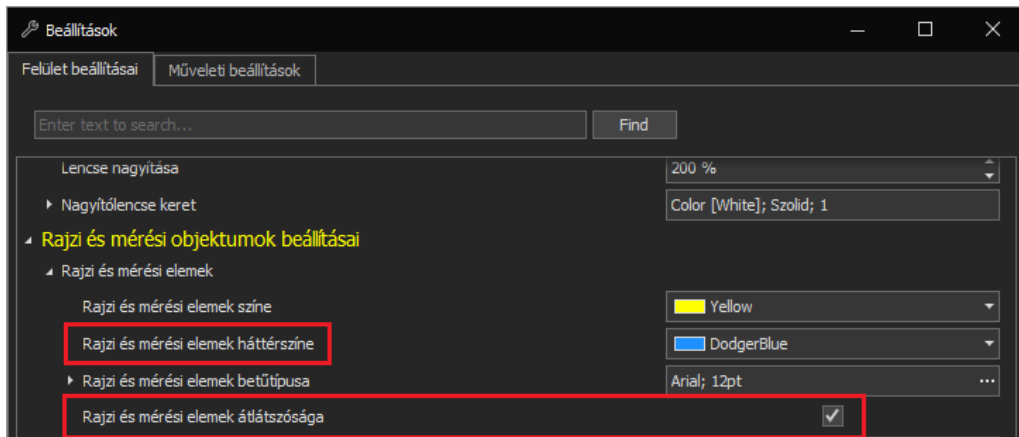 Beállítások
Felület beállításai Műveleti beállítások
Enter text to search... Find
Lencse nagyítása 200 %
Nagyítólencse keret Color [White]; Szolid; 1
Rajzi és mérési objektumok beállításai
Rajzi és mérési elemek
Rajzi és mérési elemek színe Yellow
Rajzi és mérési elemek háttérszíne DodgerBlue
Rajzi és mérési elemek betűtípusa Arial; 12pt ...
Rajzi és mérési elemek átlátszósága